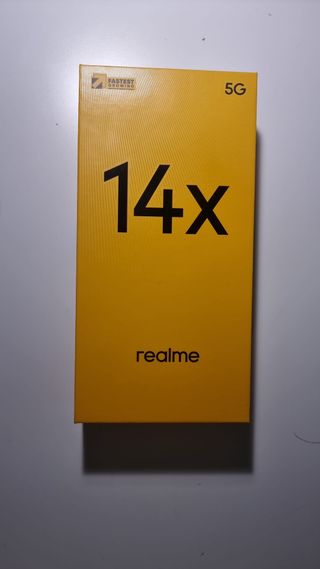 FASTEST
GROWING
5G
14x
realme